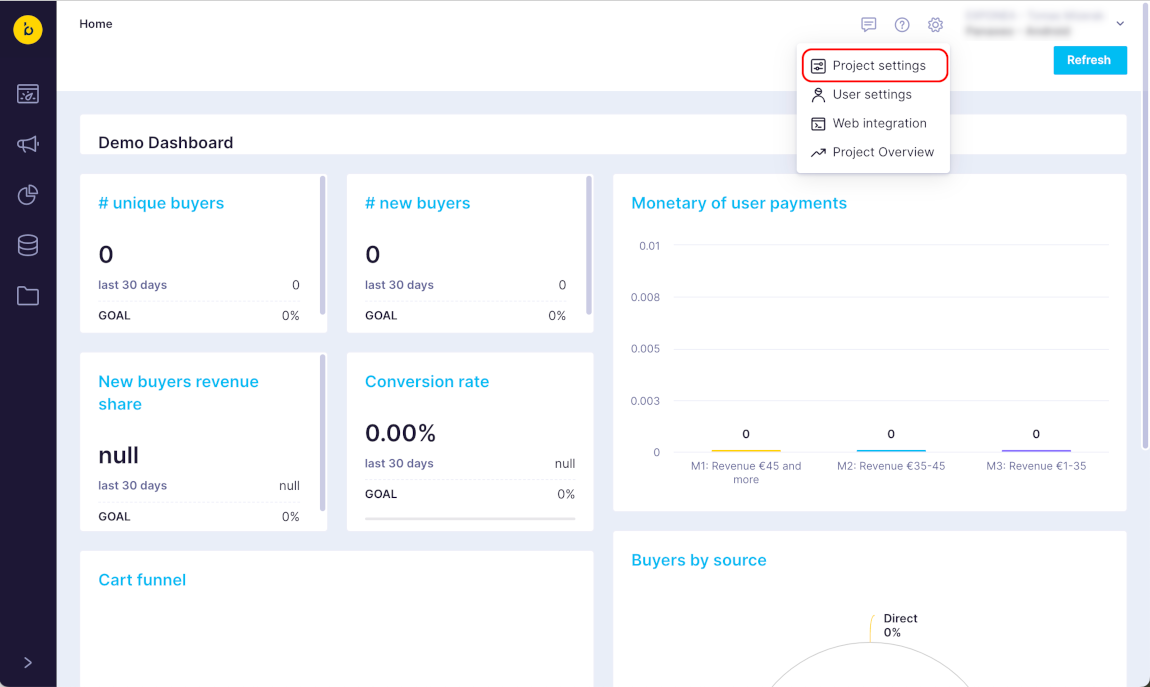 Home
Refresh
Project settings
User settings
Web integration
Project Overview
Demo Dashboard
# unique buyers
0
last 30 days 0
GOAL 0%
# new buyers
0
last 30 days 0
GOAL 0%
Monetary of user payments
0.01
0.008
0.005
0.003
0
0 0 0
M1: Revenue €45 and
more
M2: Revenue €35-45
M3: Revenue €1-35
New buyers revenue
share
null
last 30 days null
GOAL 0%
Conversion rate
0.00%
last 30 days null
GOAL 0%
Cart funnel
Buyers by source
Direct
0%